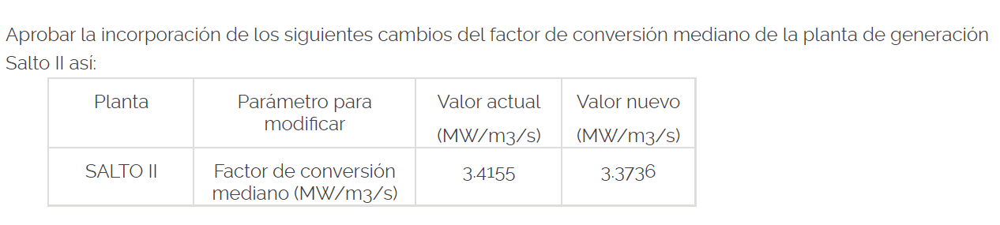 Aprobar la incorporación de los siguientes cambios del factor de conversión mediano de la planta de generación
Salto II así:
Planta
Parámetro para
modificar
Valor actual
(MW/m3/s)
Valor nuevo
(MW/m3/s)
SALTO II
Factor de conversión
mediano (MW/m3/s)
3.4155
3.3736